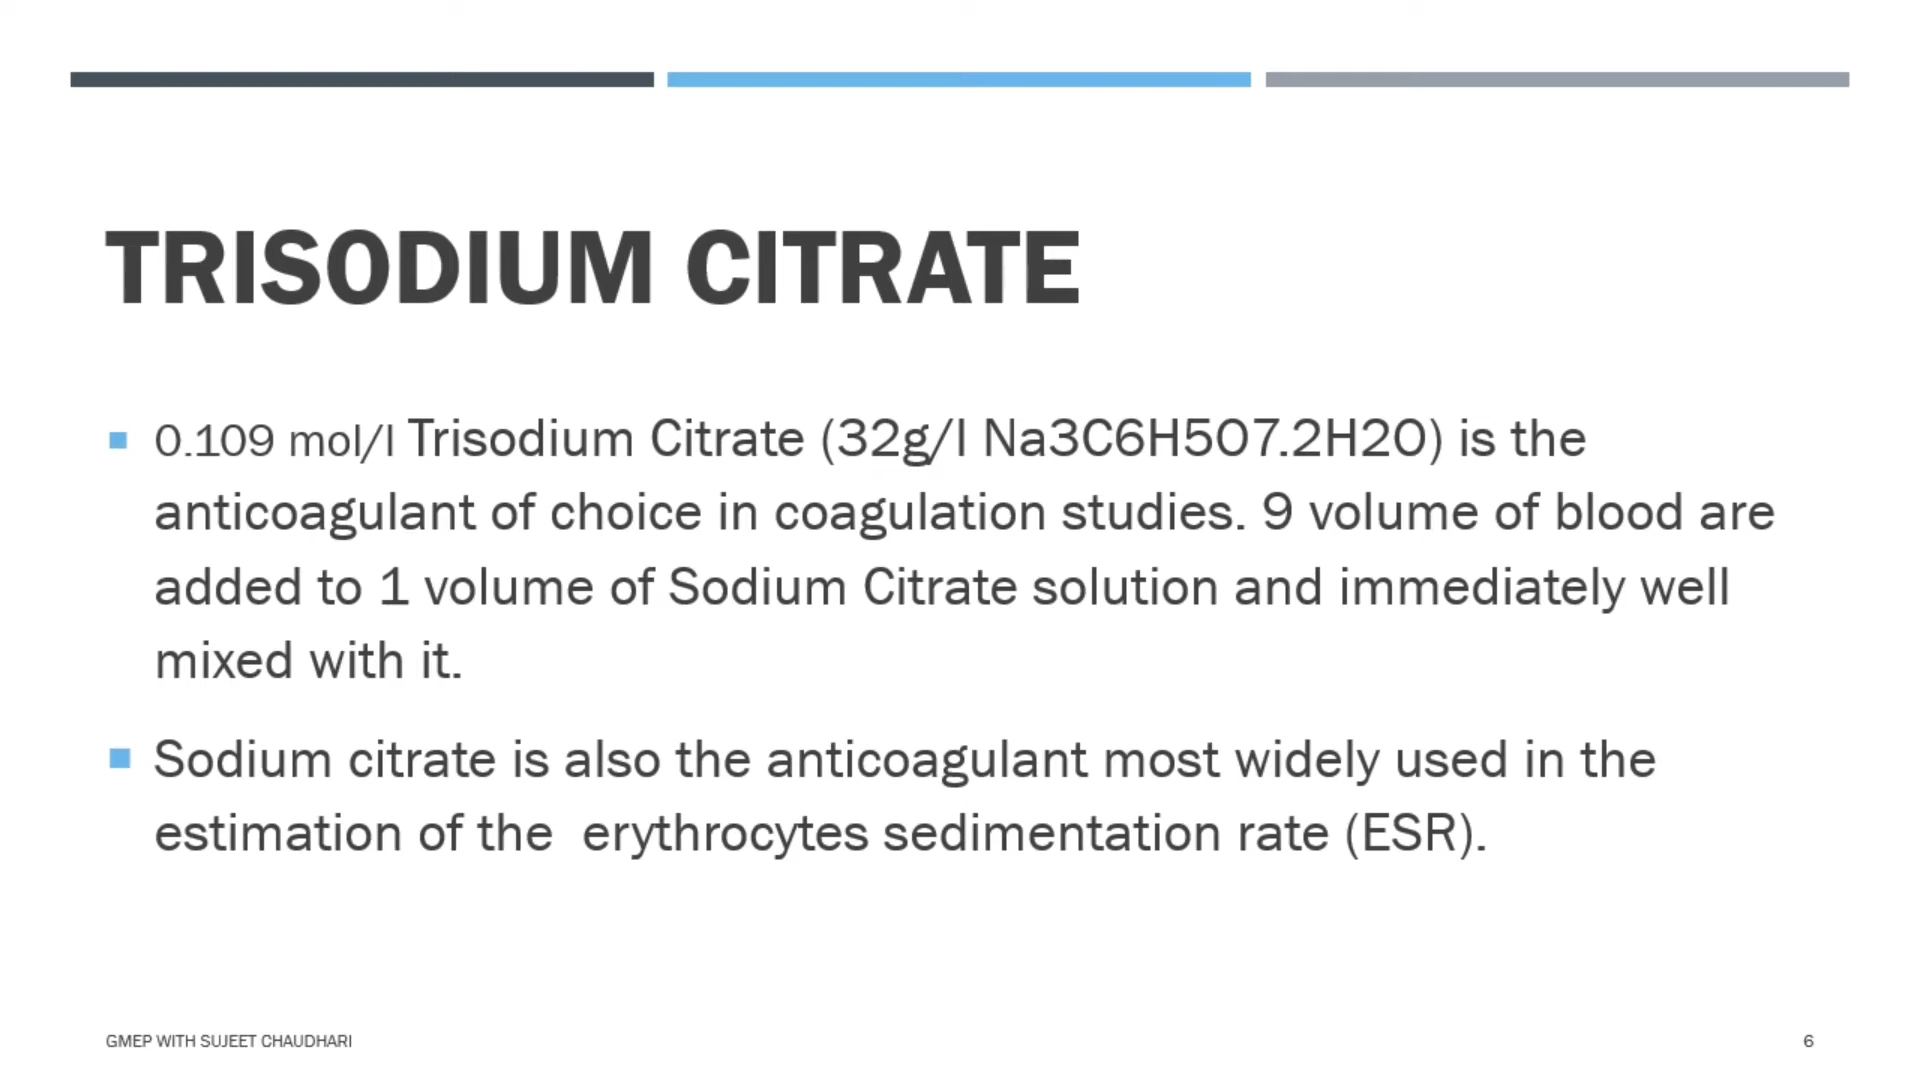 TRISODIUM CITRATE
0.109 mol/l Trisodium Citrate (32g/l Na3C6H5O7.2H2O) is the
anticoagulant of choice in coagulation studies. 9 volume of blood are
added to 1 volume of Sodium Citrate solution and immediately well
mixed with it.
Sodium citrate is also the anticoagulant most widely used in the
estimation of the  erythrocytes sedimentation rate (ESR).
GMEP WITH SUJEET CHAUDHARI
6